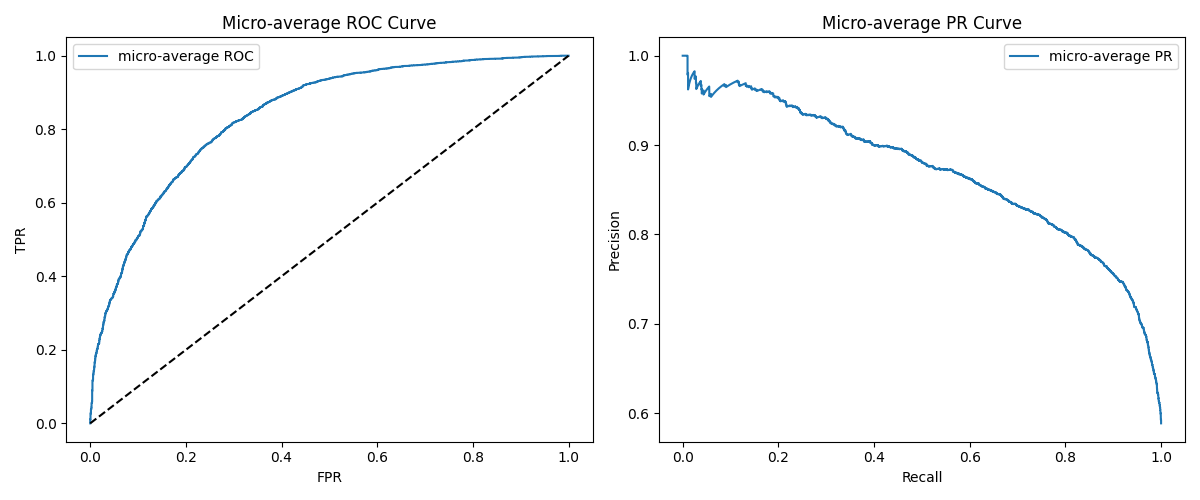 Micro-average ROC Curve
micro-average ROC
1.0
0.8
0.6
0.4
0.2
0.0
TPR
0.0 0.2 0.4 0.6 0.8 1.0
FPR
Micro-average PR Curve
micro-average PR
1.0
0.9
0.8
0.7
0.6
Precision
0.0 0.2 0.4 0.6 0.8 1.0
Recall